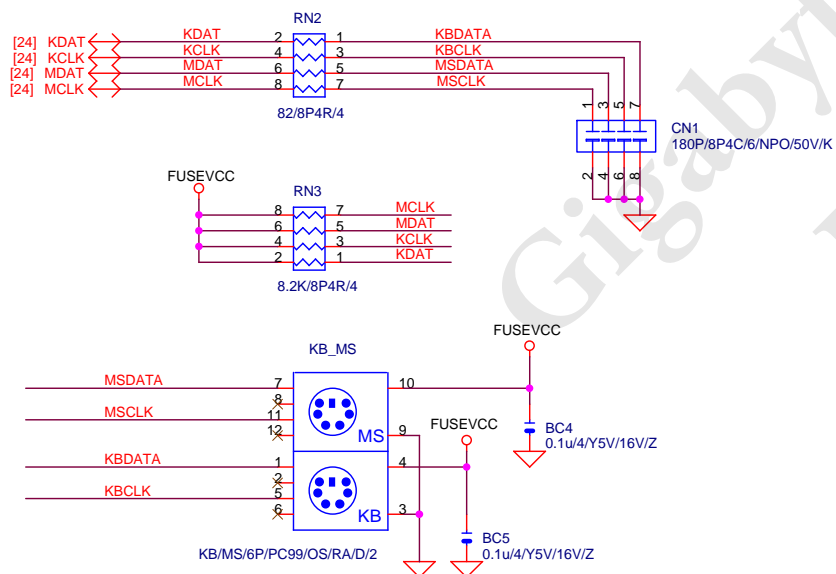 RN2
[24] KDAT KDAT 2 1 KBDATA
[24] KCLK KCLK 4 3 KBCLK
[24] MDAT MDAT 6 5 MSDATA
[24] MCLK MCLK 8 7 MSCLK
82/8P4R/4
1 3 5 7
CN1
180P/8P4C/6/NPO/50V/K
2 4 6 8
FUSEVCC
RN3
8 7 MCLK
6 5 MDAT
4 3 KCLK
2 1 KDAT
8.2K/8P4R/4
FUSEVCC
KB_MS
MSDATA 7 10
8
MSCLK 11
12 MS 9
FUSEVCC
BC4
0.1u/4/Y5V/16V/Z
KBDATA 1 4
2
KBCLK 5
6 KB 3
BC5
0.1u/4/Y5V/16V/Z
KB/MS/6P/PC99/OS/RA/D/2
Gigaby